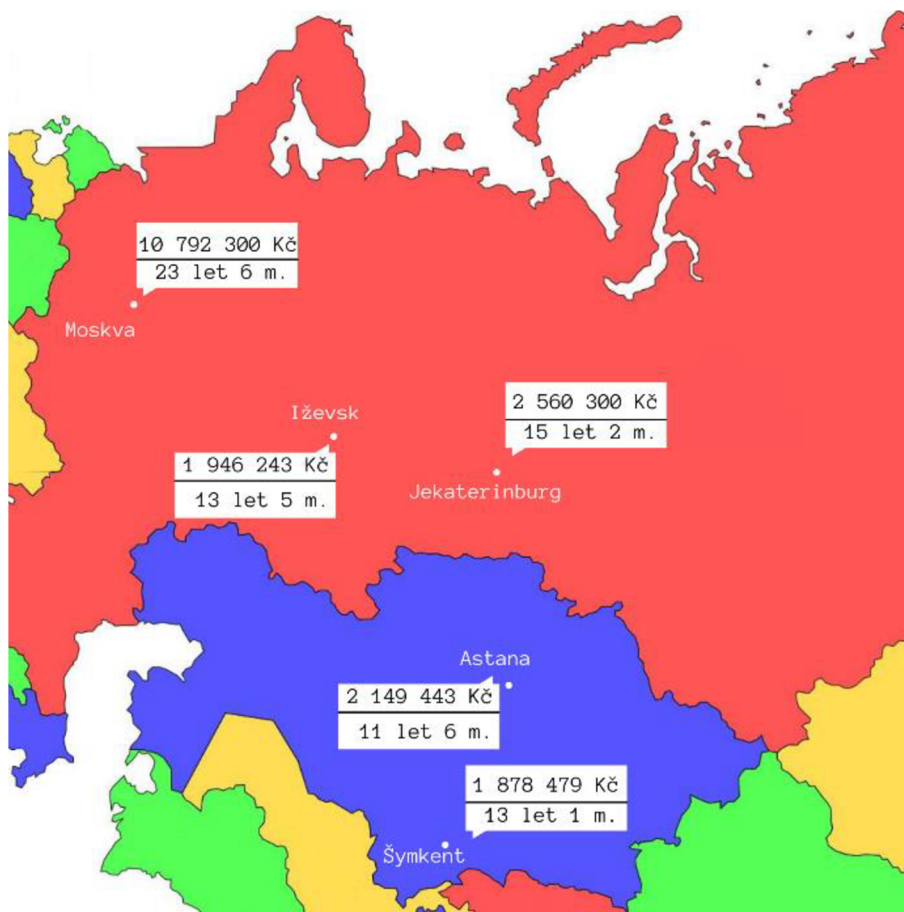 10 792 300 Kč
23 let 6 m.
Moskva
2 560 300 Kč
15 let 2 m.
Jekaterinburg
Iževsk
1 946 243 Kč
13 let 5 m.
Astana
2 149 443 Kč
11 let 6 m.
1 878 479 Kč
13 let 1 m.
Šymkent